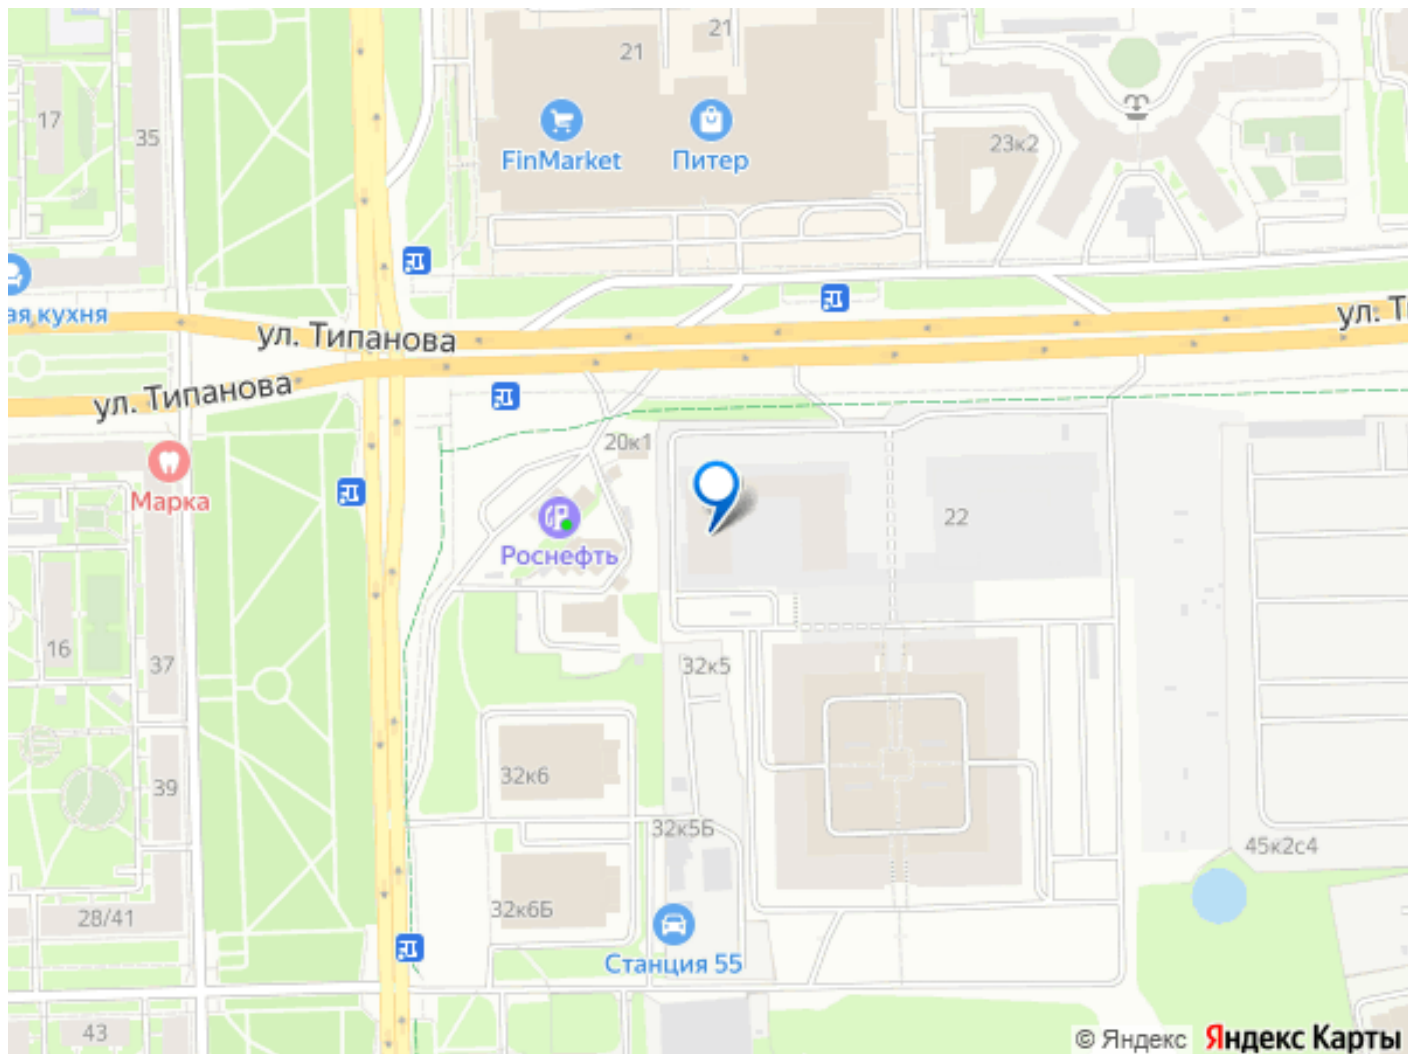 21
21
17
35
FinMarket
Питер
23к2
ая кухня
ул. Типанова
ул. Т
ул. Типанова
20к1
Марка
22
Роснефть
16
37
32к5
32к6
39
32к5Б
45к2с4
32к6Б
28/41
Станция 55
43
© Яндекс Яндекс Карты